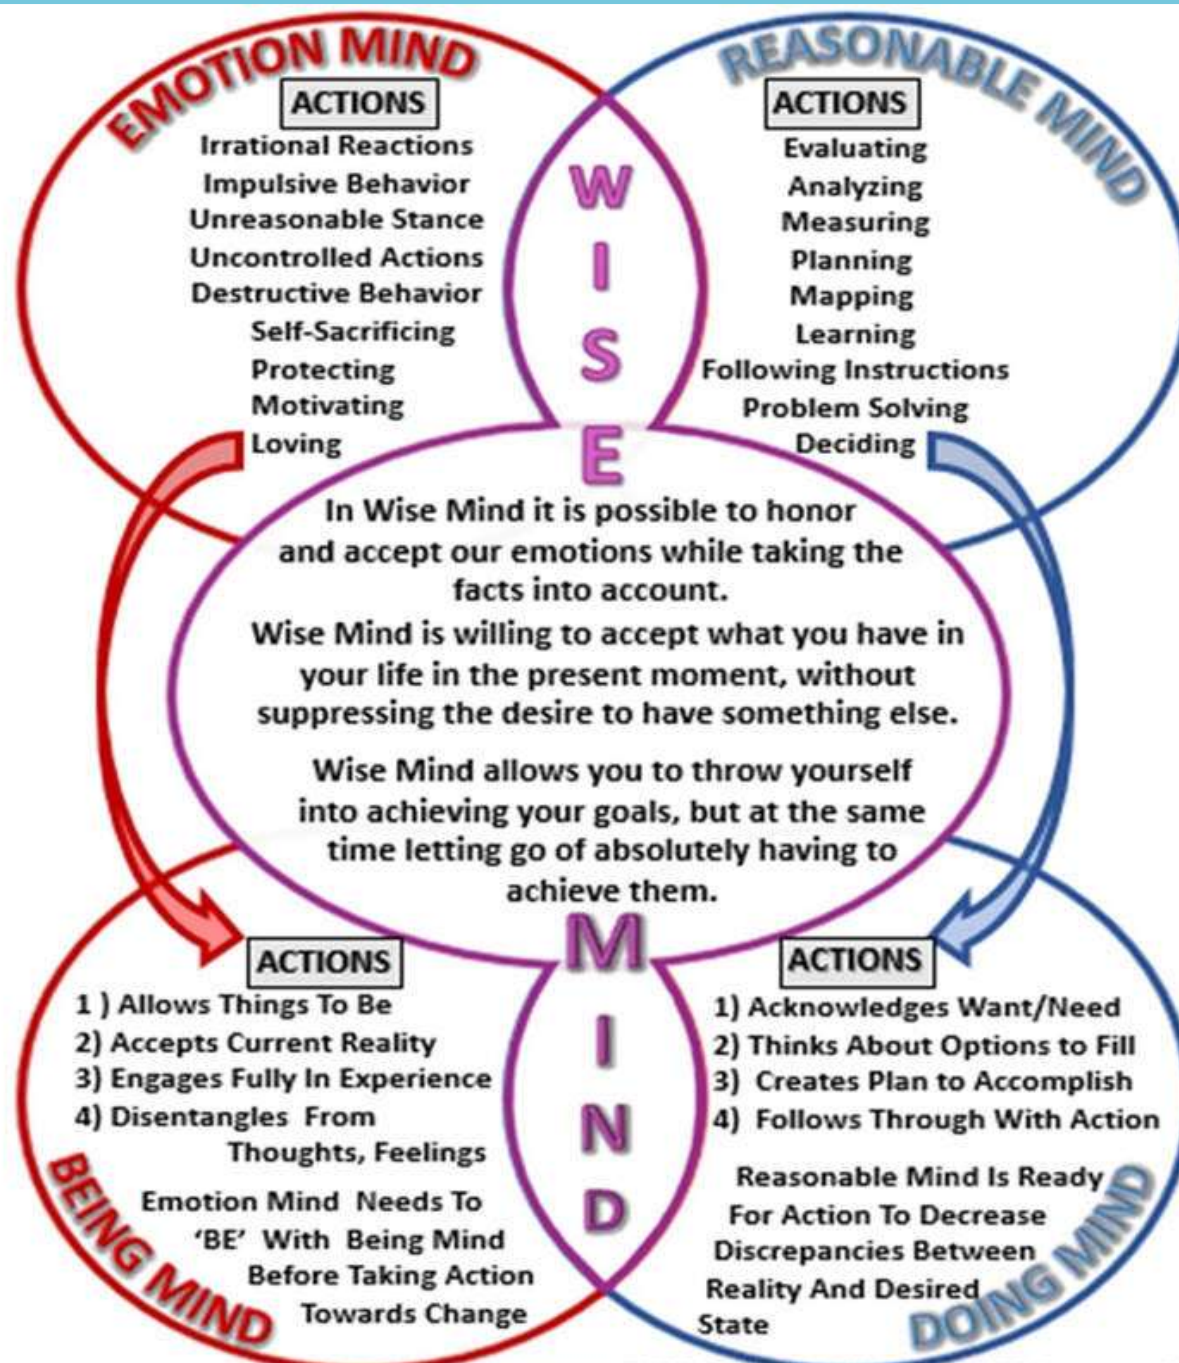 EMOTION MIND
ACTIONS
Irrational Reactions
Impulsive Behavior
Unreasonable Stance
Uncontrolled Actions
Destructive Behavior
Self-Sacrificing
Protecting
Motivating
Loving
REASONABLE MIND
ACTIONS
Evaluating
Analyzing
Measuring
Planning
Mapping
Learning
Following Instructions
Problem Solving
Deciding
WISE
In Wise Mind it is possible to honor
and accept our emotions while taking the
facts into account.
Wise Mind is willing to accept what you have in
your life in the present moment, without
suppressing the desire to have something else.
Wise Mind allows you to throw yourself
into achieving your goals, but at the same
time letting go of absolutely having to
achieve them.
MIND
ACTIONS
1 ) Allows Things To Be
2) Accepts Current Reality
3) Engages Fully In Experience
4) Disentangles From
Thoughts, Feelings
Emotion Mind Needs To
‘BE’ With Being Mind
Before Taking Action
Towards Change
BEING MIND
ACTIONS
1) Acknowledges Want/Need
2) Thinks About Options to Fill
3) Creates Plan to Accomplish
4) Follows Through With Action
Reasonable Mind Is Ready
For Action To Decrease
Discrepancies Between
Reality And Desired
State
DOING MIND